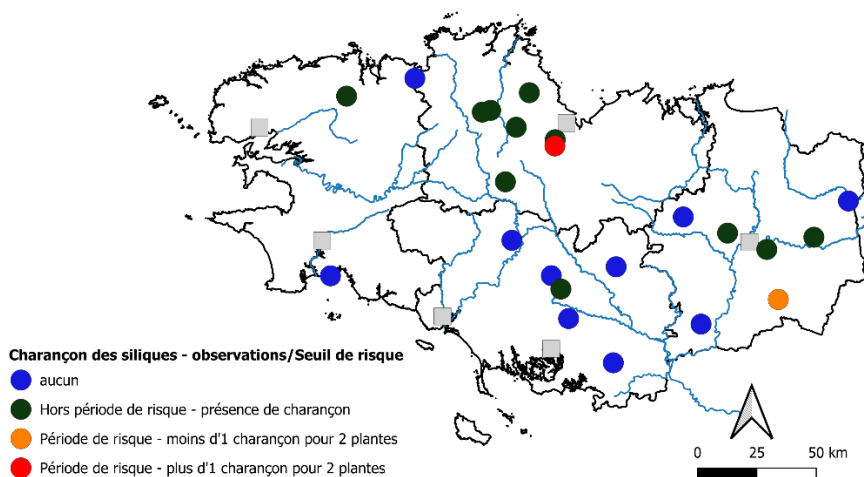 Charançon des siliques - observations/Seuil de risque
aucun
Hors période de risque - présence de charançon
Période de risque - moins d'1 charançon pour 2 plantes
Période de risque - plus d'1 charançon pour 2 plantes
0 25 50 km